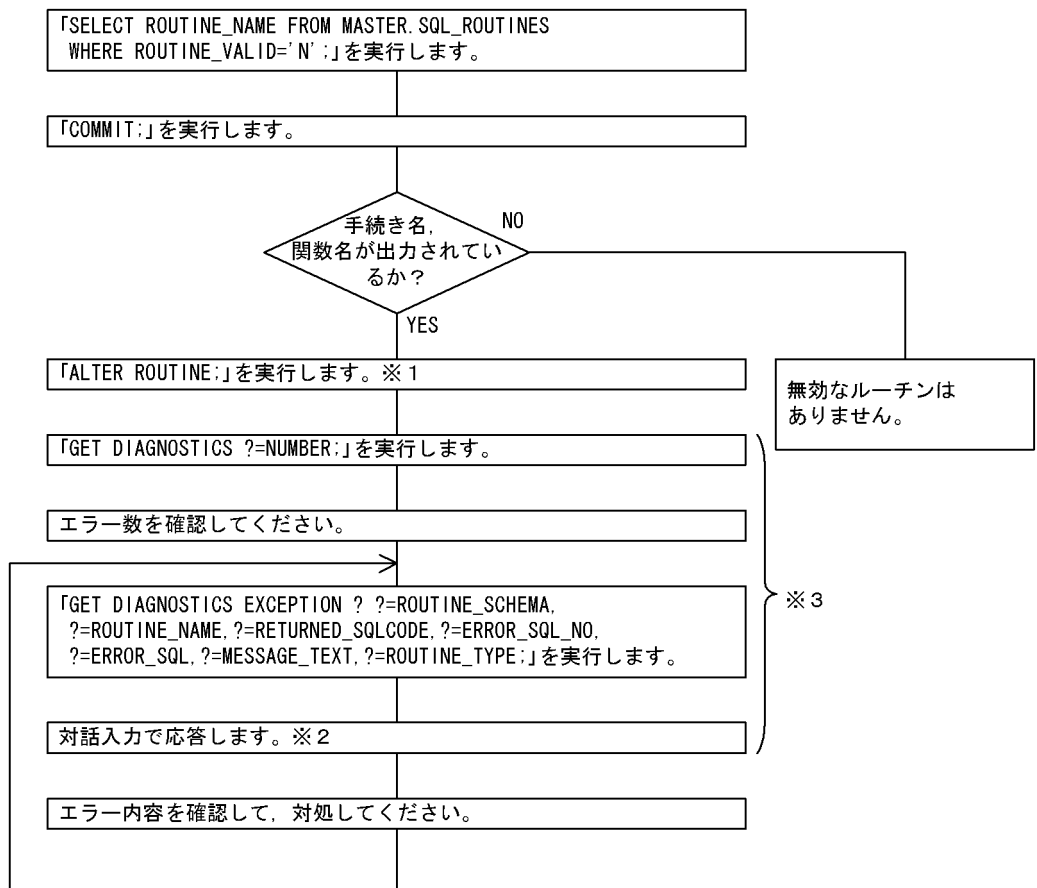 「SELECT ROUTINE_NAME FROM MASTER.SQL_ROUTINES
WHERE ROUTINE_VALID='N';」を実行します。
「COMMIT;」を実行します。
手続き名,
関数名が出力されてい
るか？
NO
YES
「ALTER ROUTINE;」を実行します。※１
無効なルーチンは
ありません。
「GET DIAGNOSTICS ?=NUMBER;」を実行します。
エラー数を確認してください。
「GET DIAGNOSTICS EXCEPTION ? ?=ROUTINE_SCHEMA,
?=ROUTINE_NAME,?=RETURNED_SQLCODE,?=ERROR_SQL_NO,
?=ERROR_SQL,?=MESSAGE_TEXT,?=ROUTINE_TYPE;」を実行します。
※３
対話入力で応答します。※２
エラー内容を確認して，対処してください。